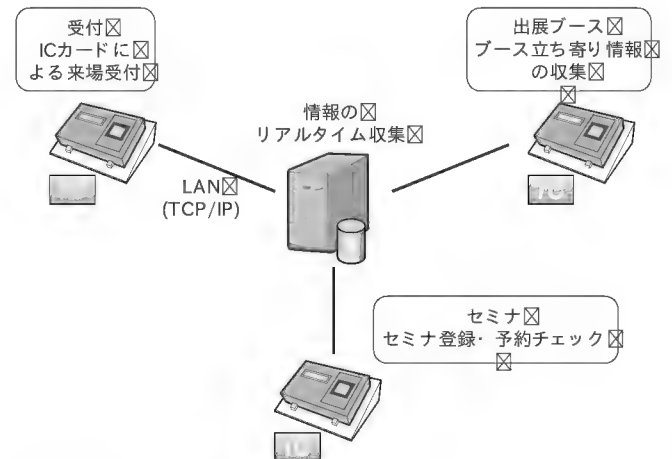 受付
ICカードに
よる来場受付
出展ブース
ブース立ち寄り情報
の収集
情報の
リアルタイム収集
LAN
(TCP/IP)
セミナ
セミナ登録・予約チェック